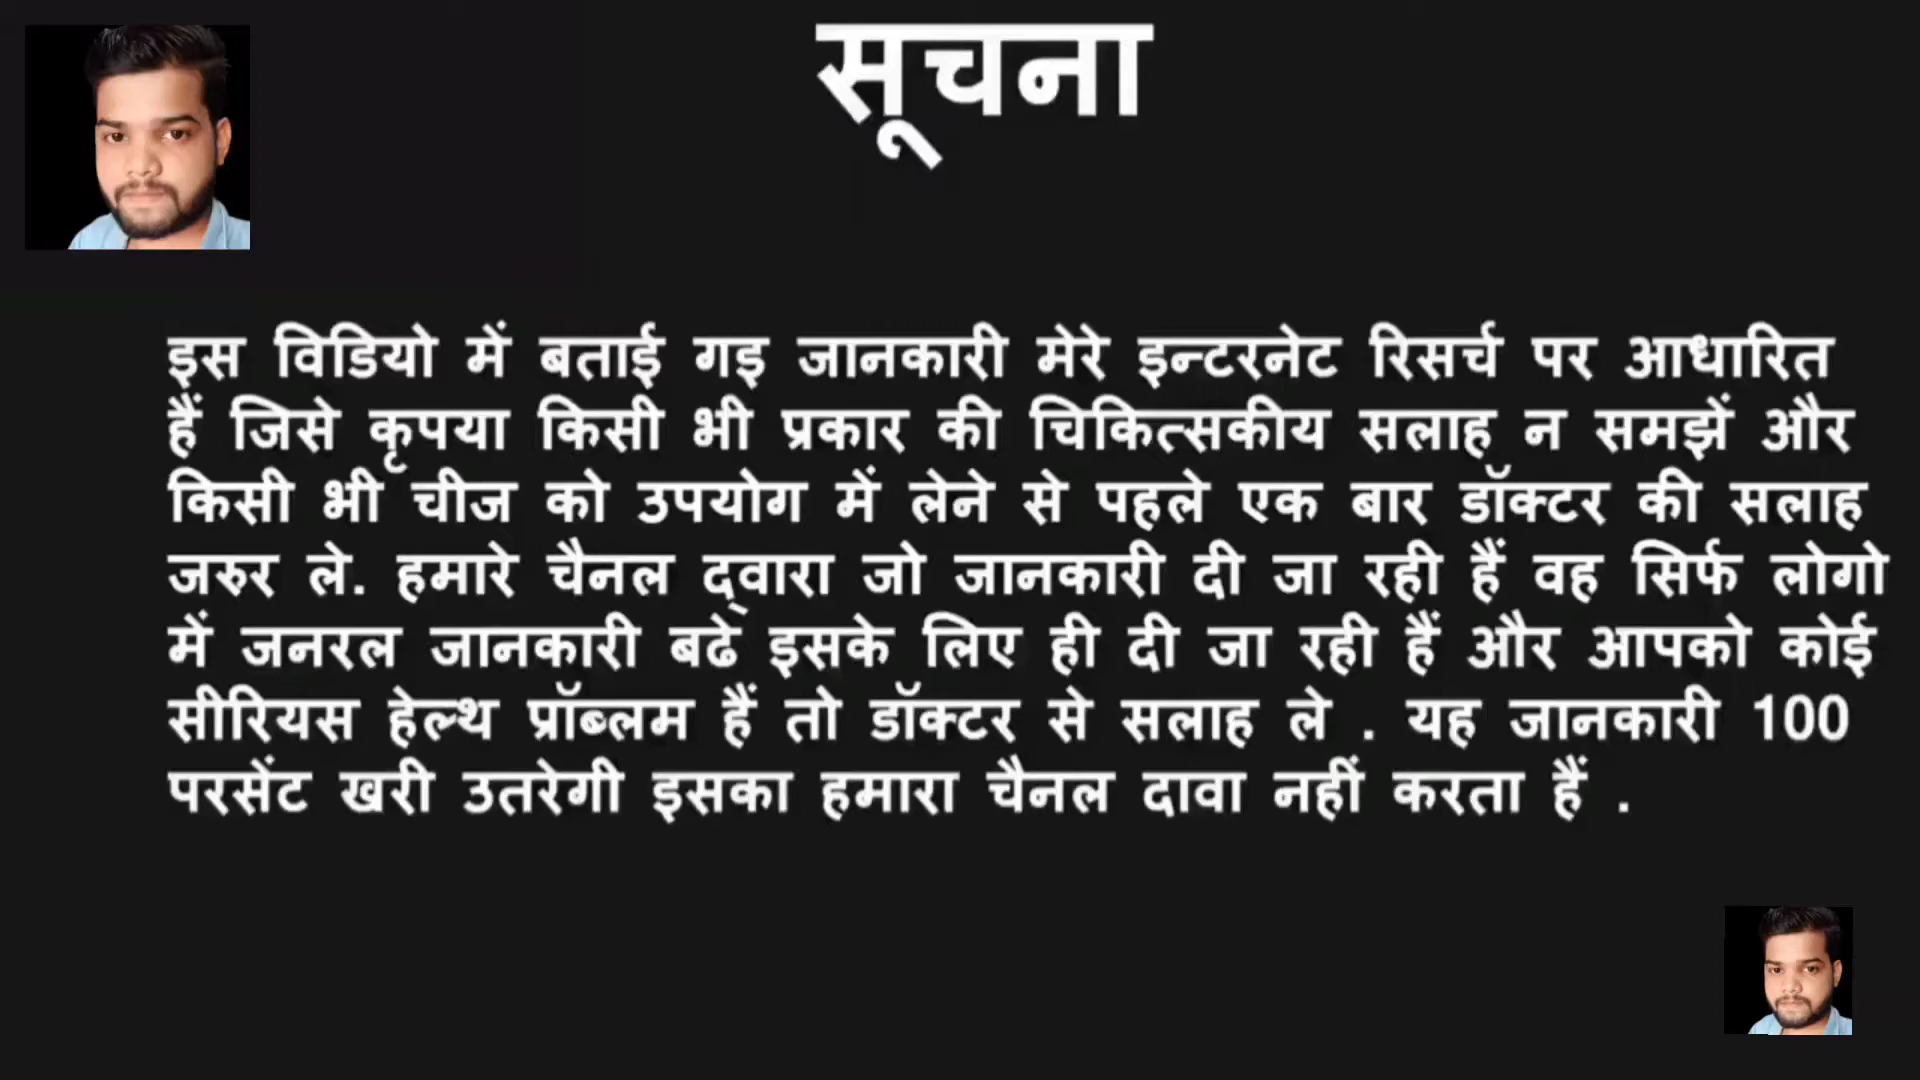 सूचना
इस विडियो में बताई गइ जानकारी मेरे इन्टरनेट रिसर्च पर आधारित
हैं जिसे कृपया किसी भी प्रकार की चिकित्सकीय सलाह न समझें और
किसी भी चीज को उपयोग में लेने से पहले एक बार डॉक्टर की सलाह
जरुर ले. हमारे चैनल द्वारा जो जानकारी दी जा रही हैं वह सिर्फ लोगो
में जनरल जानकारी बढे इसके लिए ही दी जा रही हैं और आपको कोई
सीरियस हेल्थ प्रॉब्लम हैं तो डॉक्टर से सलाह ले . यह जानकारी 100
परसेंट खरी उतरेगी इसका हमारा चैनल दावा नहीं करता हैं .